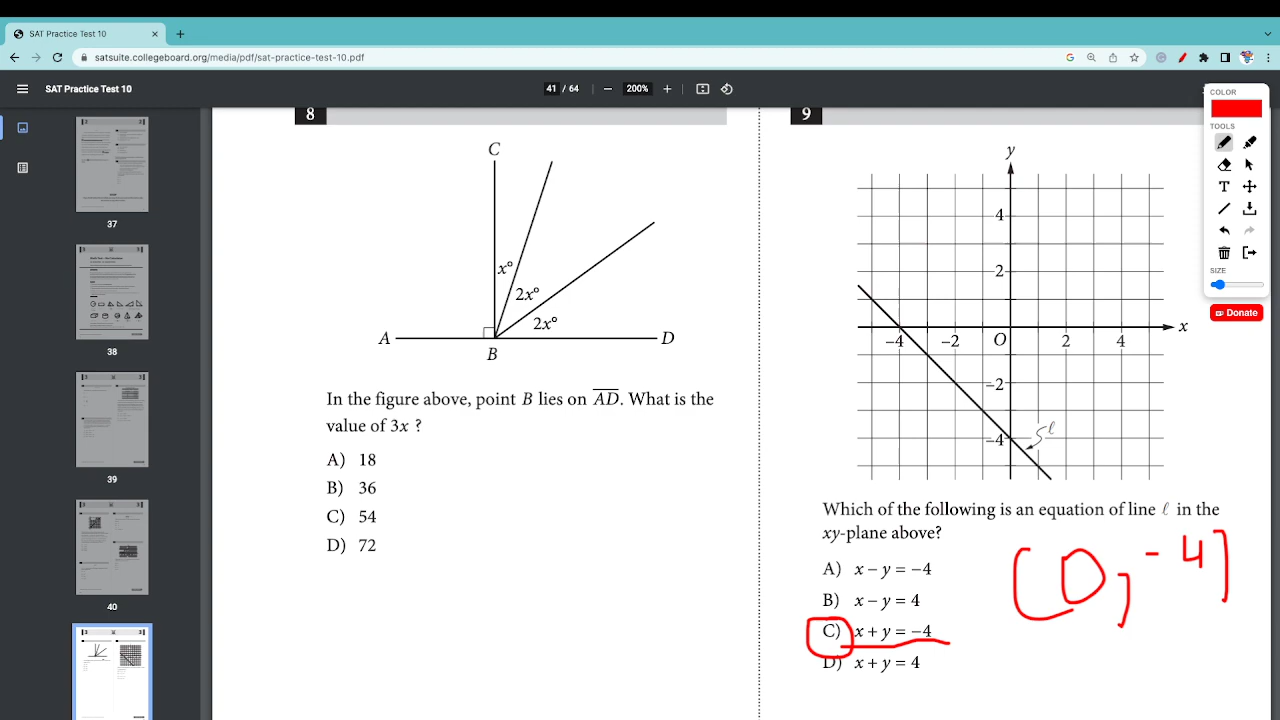 SAT Practice Test 10
satsuite.collegeboard.org/media/pdf/sat-practice-test-10.pdf
SAT Practice Test 10
41 / 64
200%
37
38
39
40
8
C
x°
2x°
2x°
A
B
D
In the figure above, point B lies on AD. What is the
value of 3x ?
A) 18
B) 36
C) 54
D) 72
9
y
4
2
x
−4
−2
O
2
4
−2
−4
ℓ
Which of the following is an equation of line ℓ in the
xy-plane above?
A) x − y = −4
B) x − y = 4
C) x + y = −4
D) x + y = 4
(0, -4)
COLOR
TOOLS
T
SIZE
Donate